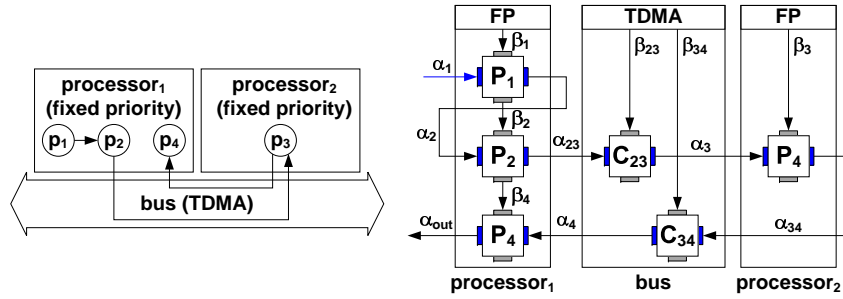 processor₁
(fixed priority)
processor₂
(fixed priority)
p₁
p₂
p₄
p₃
bus (TDMA)
FP
TDMA
FP
β₁
β₂₃
β₃₄
β₃
α₁
P₁
α₂
β₂
P₂
α₂₃
C₂₃
α₃
P₄
β₄
αout
P₄
α₄
C₃₄
α₃₄
processor₁
bus
processor₂